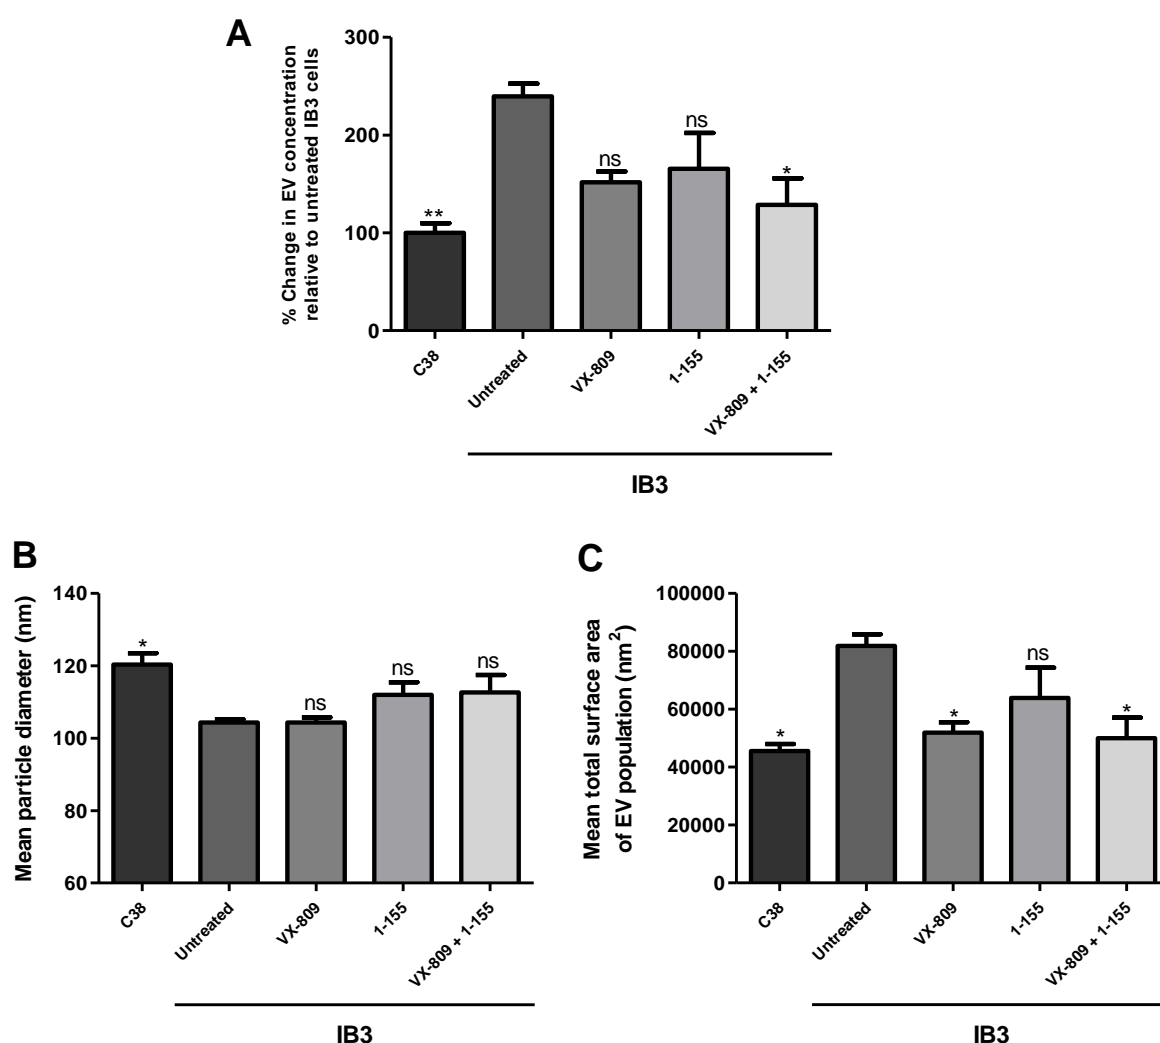 A
% Change in EV concentration
relative to untreated IB3 cells
300
200
100
0
**
ns
ns
*
C38
Untreated
VX-809
1-155
VX-809 + 1-155
IB3
B
Mean particle diameter (nm)
140
120
100
80
60
*
ns
ns
ns
C38
Untreated
VX-809
1-155
VX-809 + 1-155
IB3
C
Mean total surface area
of EV population (nm²)
100000
80000
60000
40000
20000
0
*
*
ns
*
C38
Untreated
VX-809
1-155
VX-809 + 1-155
IB3